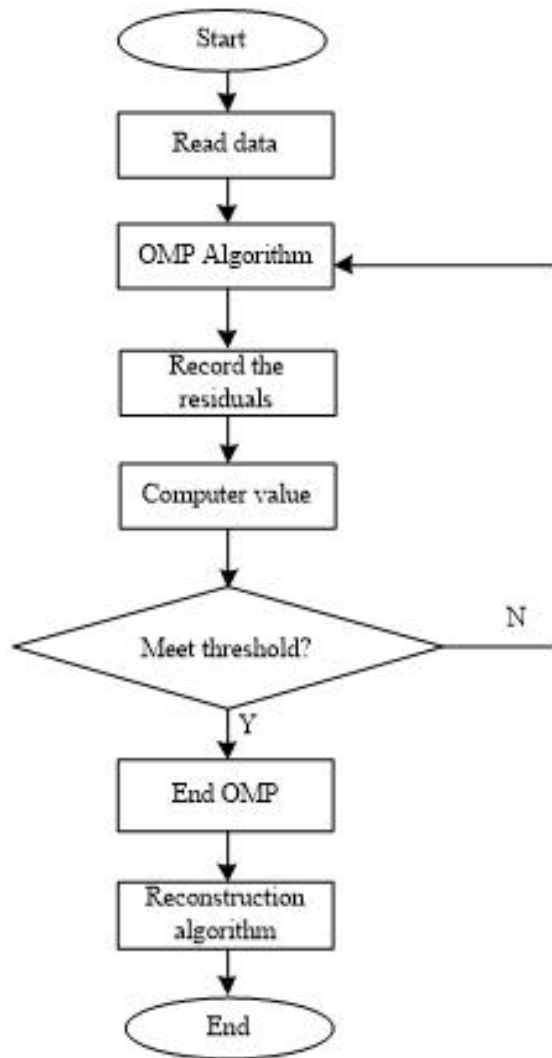 Start
Read data
OMP Algorithm
Record the
residuals
Computer value
Meet threshold?
N
Y
End OMP
Reconstruction
algorithm
End